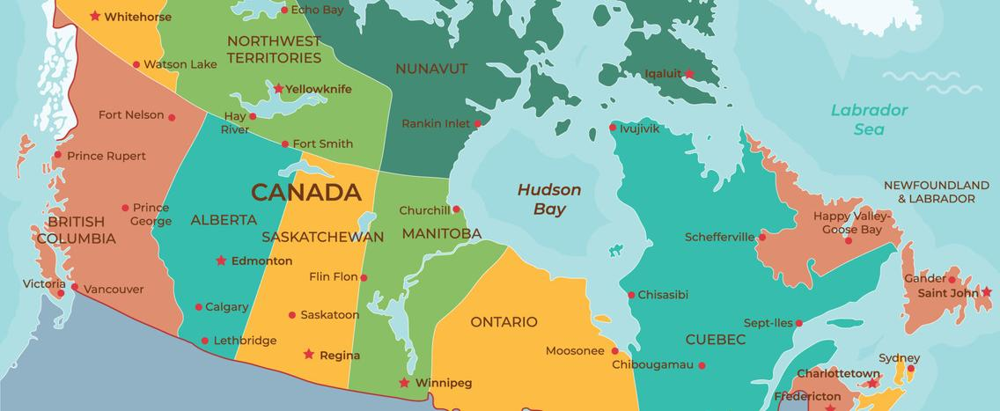 Echo Bay
Whitehorse
NORTHWEST
TERRITORIES
Watson Lake
NUNAVUT
Iqaluit
Yellowknife
Labrador
Sea
Fort Nelson
Hay
River
Rankin Inlet
Ivujivik
Fort Smith
Prince Rupert
CANADA
Hudson
Bay
NEWFOUNDLAND
& LABRADOR
Prince
George
Churchill
BRITISH
COLUMBIA
ALBERTA
SASKATCHEWAN
MANITOBA
Happy Valley-
Goose Bay
Schefferville
Edmonton
Flin Flon
Gander
Victoria
Vancouver
Chisasibi
Saint John
Calgary
Saskatoon
ONTARIO
Sept-lles
Lethbridge
CUEBEC
Regina
Moosonee
Sydney
Chibougamau
Charlottetown
Winnipeg
Fredericton